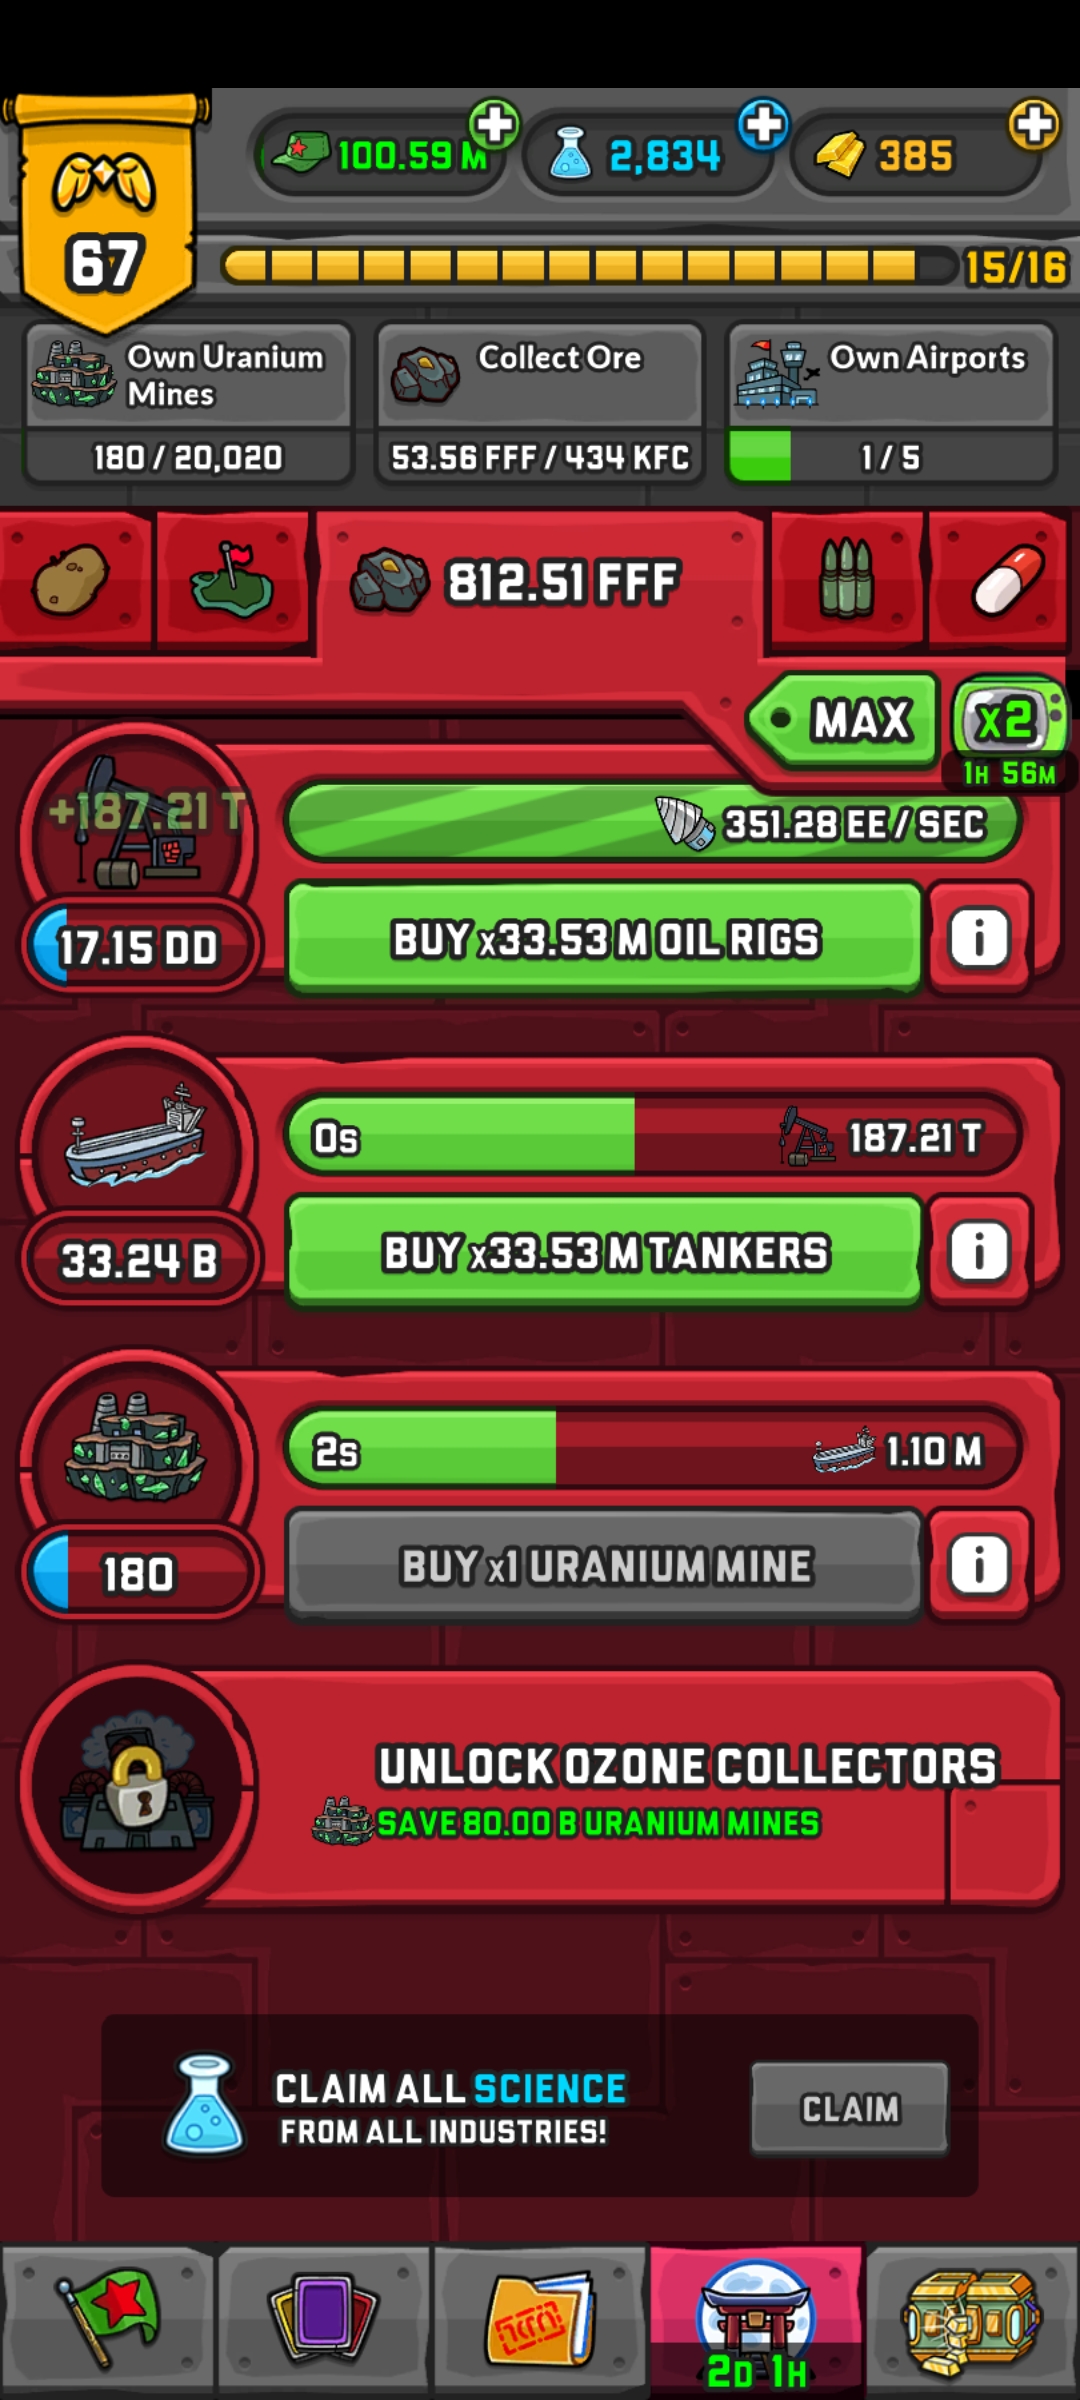 67
100.59 M
2,834
385
15/16
Own Uranium
Mines
180 / 20,020
Collect Ore
53.56 FFF / 434 KFC
Own Airports
1 / 5
812.51 FFF
MAX
x2
1H 56M
+187.21 T
351.28 EE / SEC
17.15 DD
BUY x33.53 M OIL RIGS
i
0s
187.21 T
33.24 B
BUY x33.53 M TANKERS
i
2s
1.10 M
180
BUY x1 URANIUM MINE
i
UNLOCK OZONE COLLECTORS
SAVE 80.00 B URANIUM MINES
CLAIM ALL SCIENCE
FROM ALL INDUSTRIES!
CLAIM
2D 1H